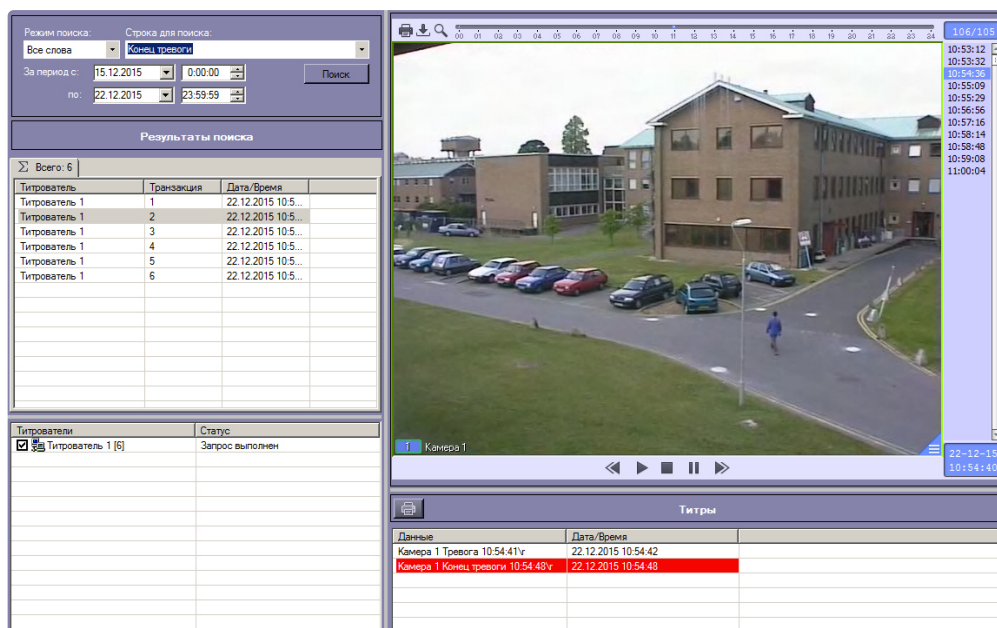 Режим поиска: Строка для поиска:
Все слова Конец тревоги
За период с: 15.12.2015 0:00:00 Поиск
по: 22.12.2015 23:59:59
Результаты поиска
Всего: 6
Титрователь Транзакция Дата/Время
Титрователь 1 1 22.12.2015 10:5...
Титрователь 1 2 22.12.2015 10:5...
Титрователь 1 3 22.12.2015 10:5...
Титрователь 1 4 22.12.2015 10:5...
Титрователь 1 5 22.12.2015 10:5...
Титрователь 1 6 22.12.2015 10:5...
Титрователи Статус
Титрователь 1 [6] Запрос выполнен
00 01 02 03 04 05 06 07 08 09 10 11 12 13 14 15 16 17 18 19 20 21 22 23 24
106/105
10:53:12
10:53:32
10:54:36
10:55:09
10:55:29
10:56:56
10:57:16
10:58:14
10:58:48
10:59:08
11:00:04
1 Камера 1
22-12-15
10:54:40
Титры
Данные Дата/Время
Камера 1 Тревога 10:54:41\r 22.12.2015 10:54:42
Камера 1 Конец тревоги 10:54:48\r 22.12.2015 10:54:48